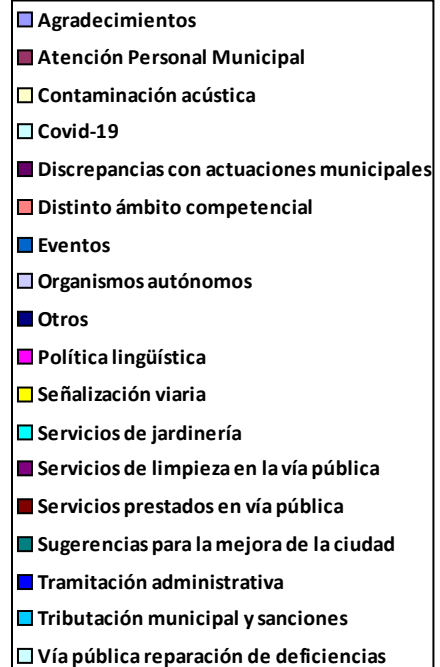 Agradecimientos
Atención Personal Municipal
Contaminación acústica
Covid-19
Discrepancias con actuaciones municipales
Distinto ámbito competencial
Eventos
Organismos autónomos
Otros
Política lingüística
Señalización viaria
Servicios de jardinería
Servicios de limpieza en la vía pública
Servicios prestados en vía pública
Sugerencias para la mejora de la ciudad
Tramitación administrativa
Tributación municipal y sanciones
Vía pública reparación de deficiencias